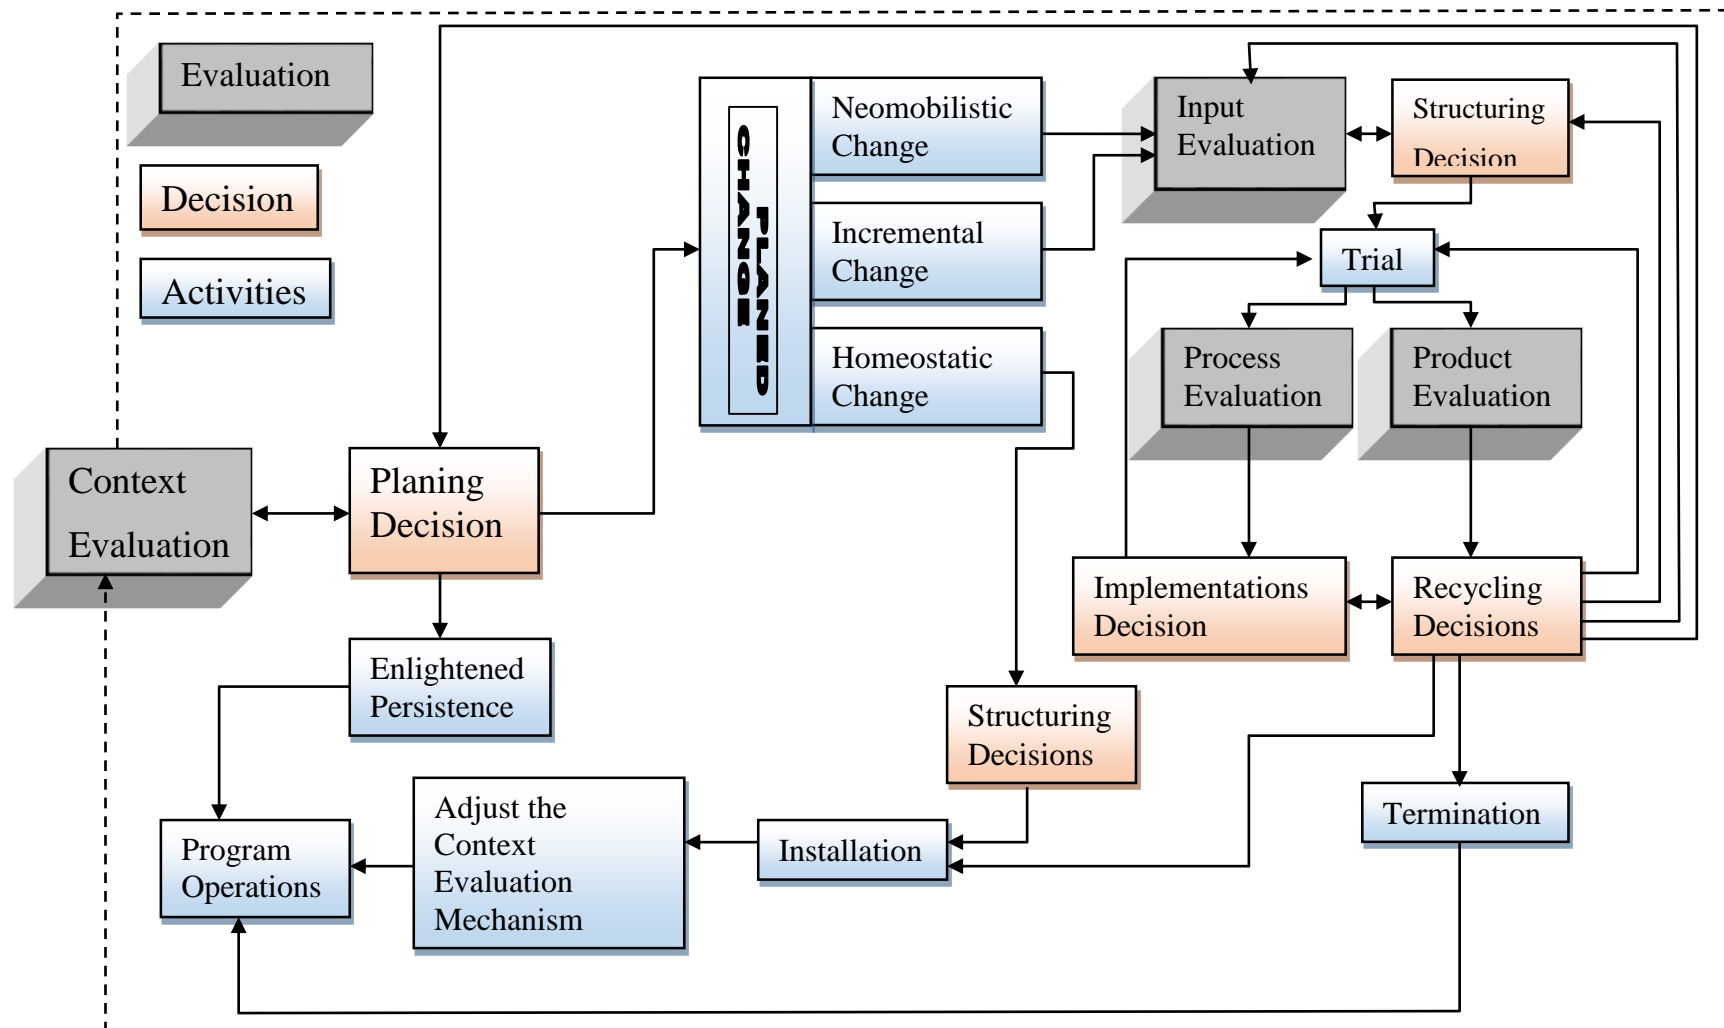 Evaluation
Decision
Activities
Context
Evaluation
Planing
Decision
Enlightened
Persistence
Program
Operations
Adjust the
Context
Evaluation
Mechanism
Installation
PLANED
CHANGE
Neomobilistic
Change
Incremental
Change
Homeostatic
Change
Structuring
Decisions
Input
Evaluation
Structuring
Decision
Trial
Process
Evaluation
Product
Evaluation
Implementations
Decision
Recycling
Decisions
Termination